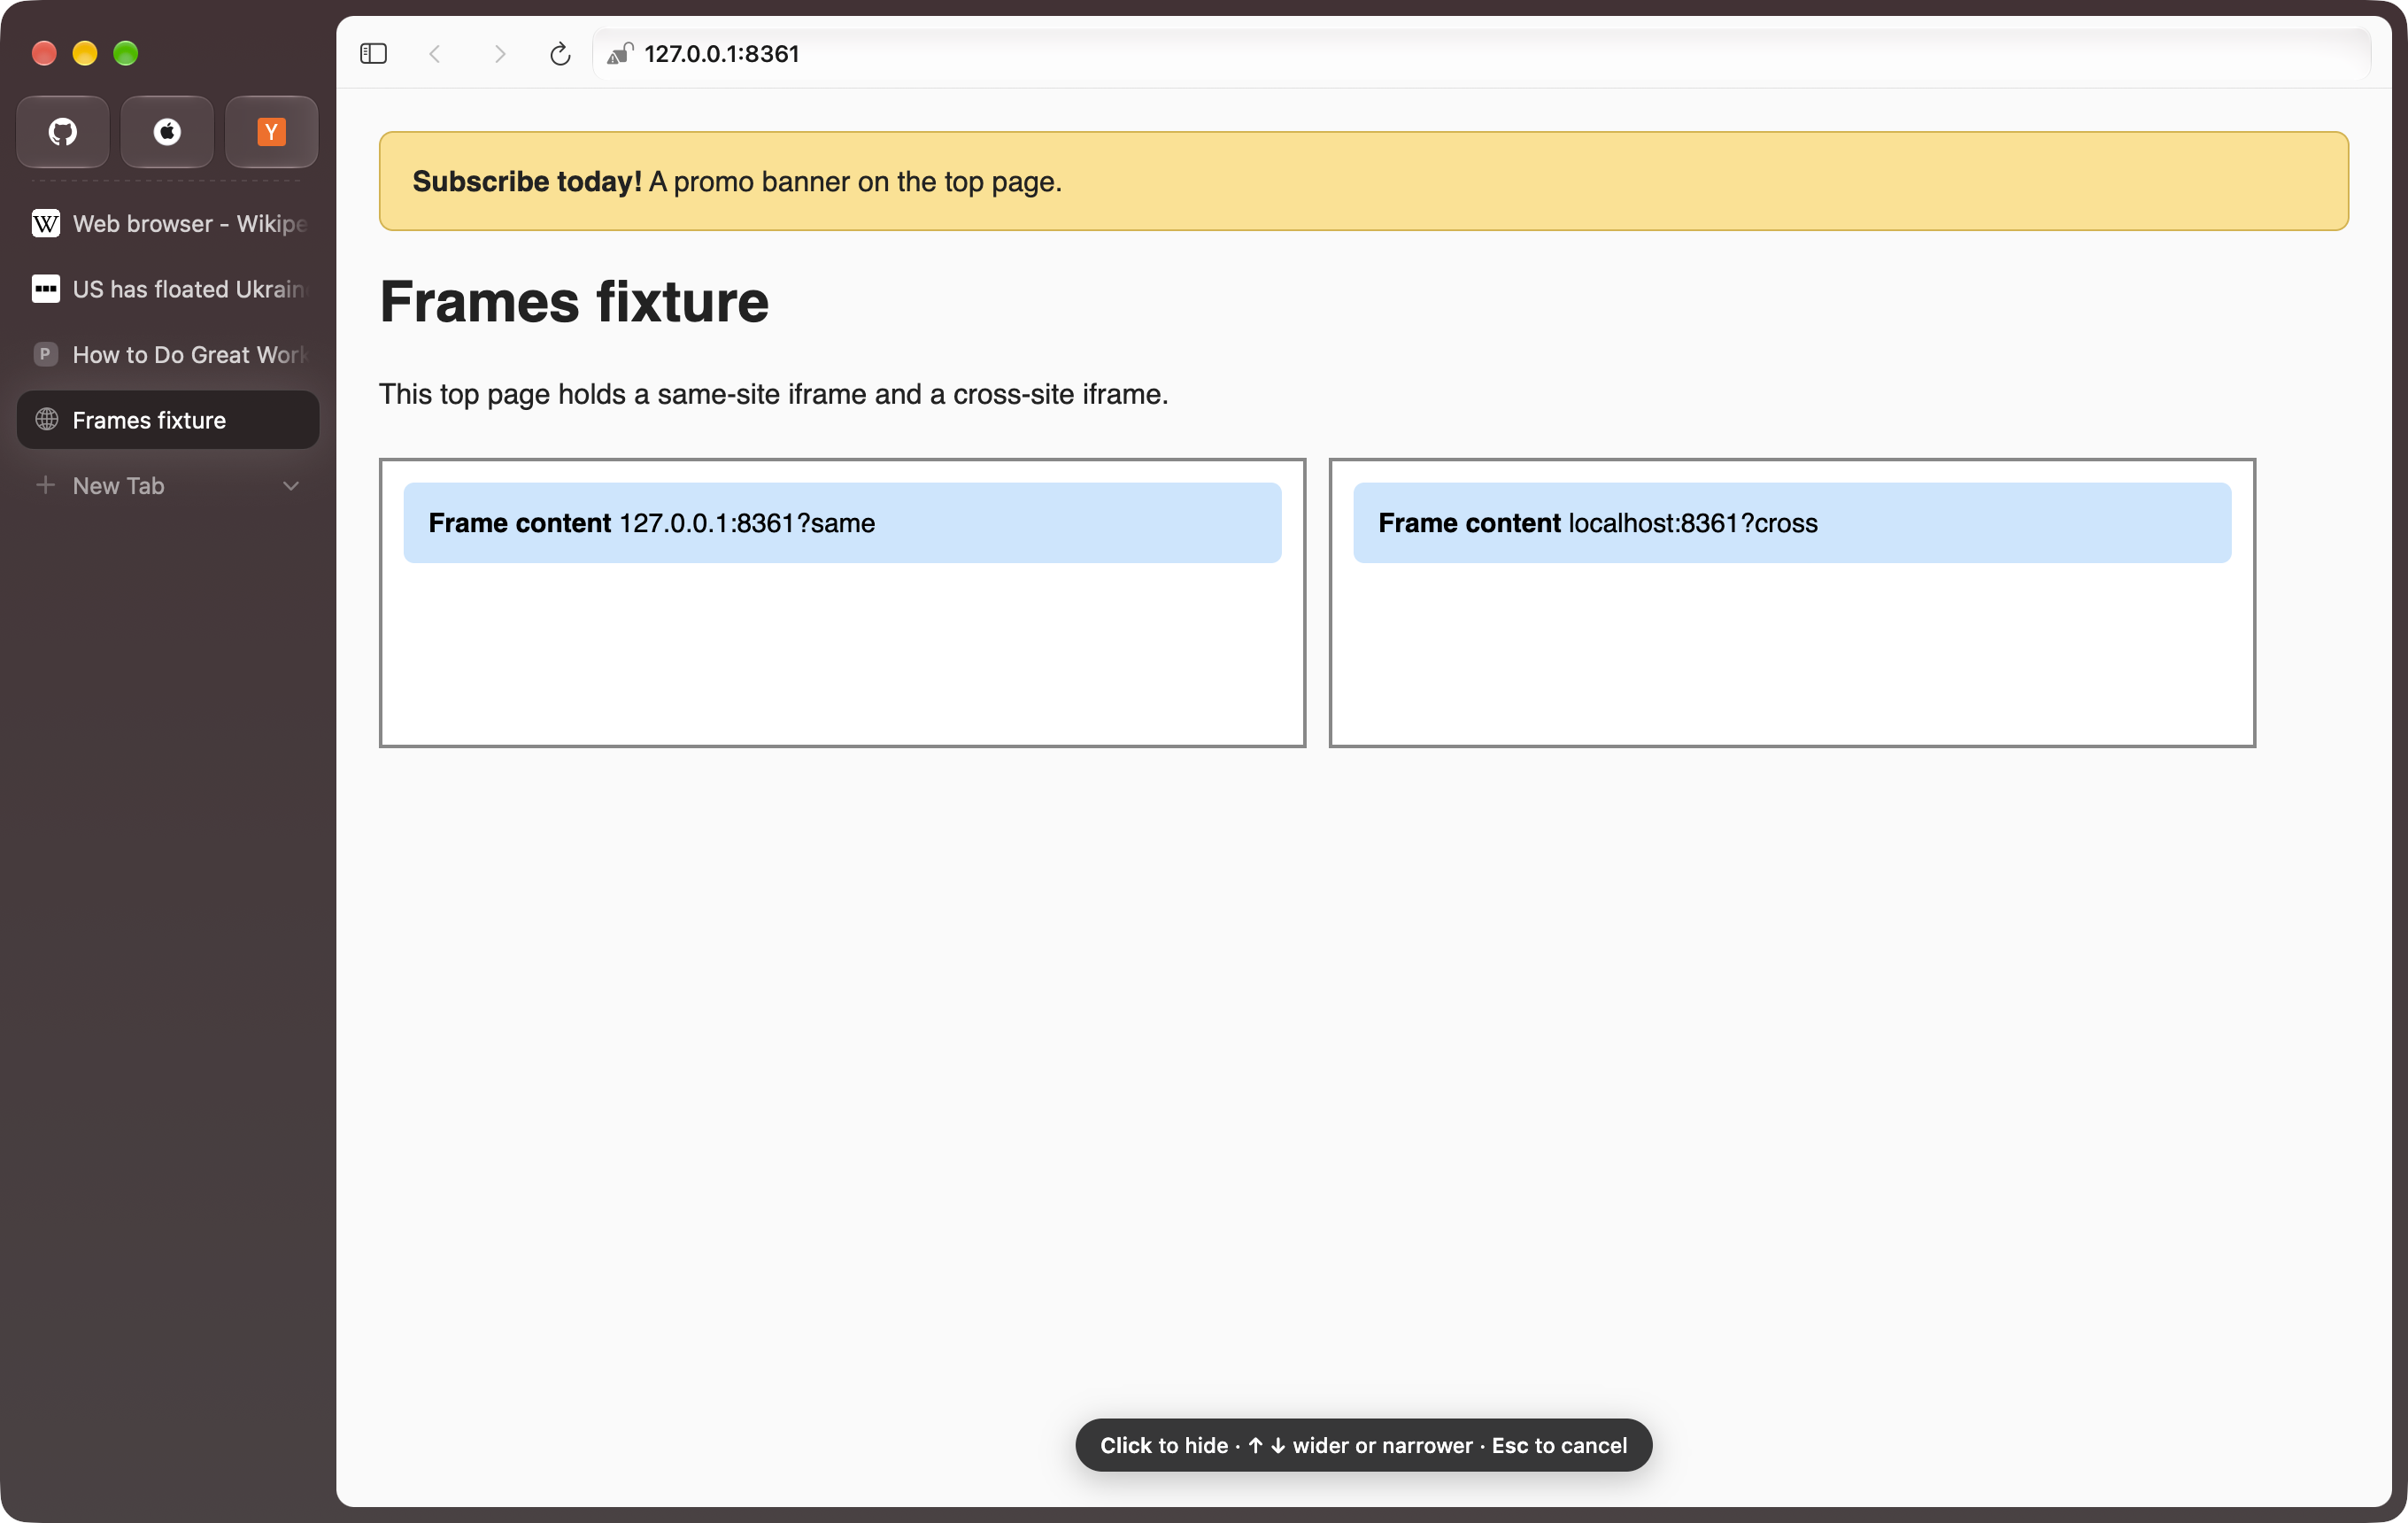 127.0.0.1:8361
Y
W Web browser - Wikipe
US has floated Ukrain
P How to Do Great Work
Frames fixture
New Tab
Subscribe today! A promo banner on the top page.
Frames fixture
This top page holds a same-site iframe and a cross-site iframe.
Frame content 127.0.0.1:8361?same
Frame content localhost:8361?cross
Click to hide · ↑ ↓ wider or narrower · Esc to cancel